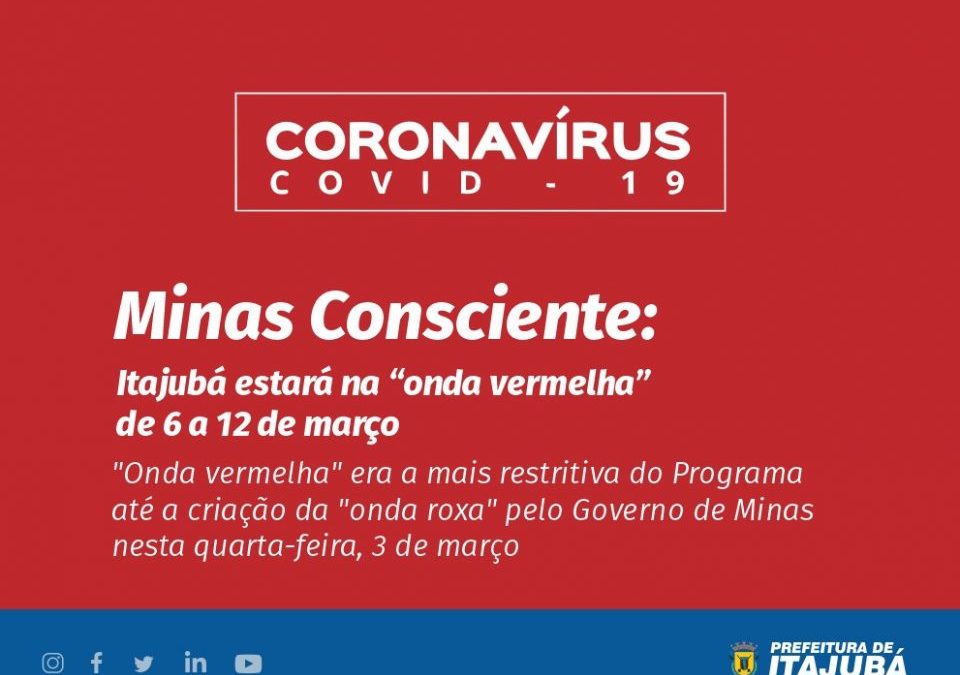 CORONAVÍRUS
COVID - 19
Minas Consciente:
Itajubá estará na “onda vermelha”
de 6 a 12 de março
"Onda vermelha" era a mais restritiva do Programa
até a criação da "onda roxa" pelo Governo de Minas
nesta quarta-feira, 3 de março
PREFEITURA DE
ITAJUBÁ